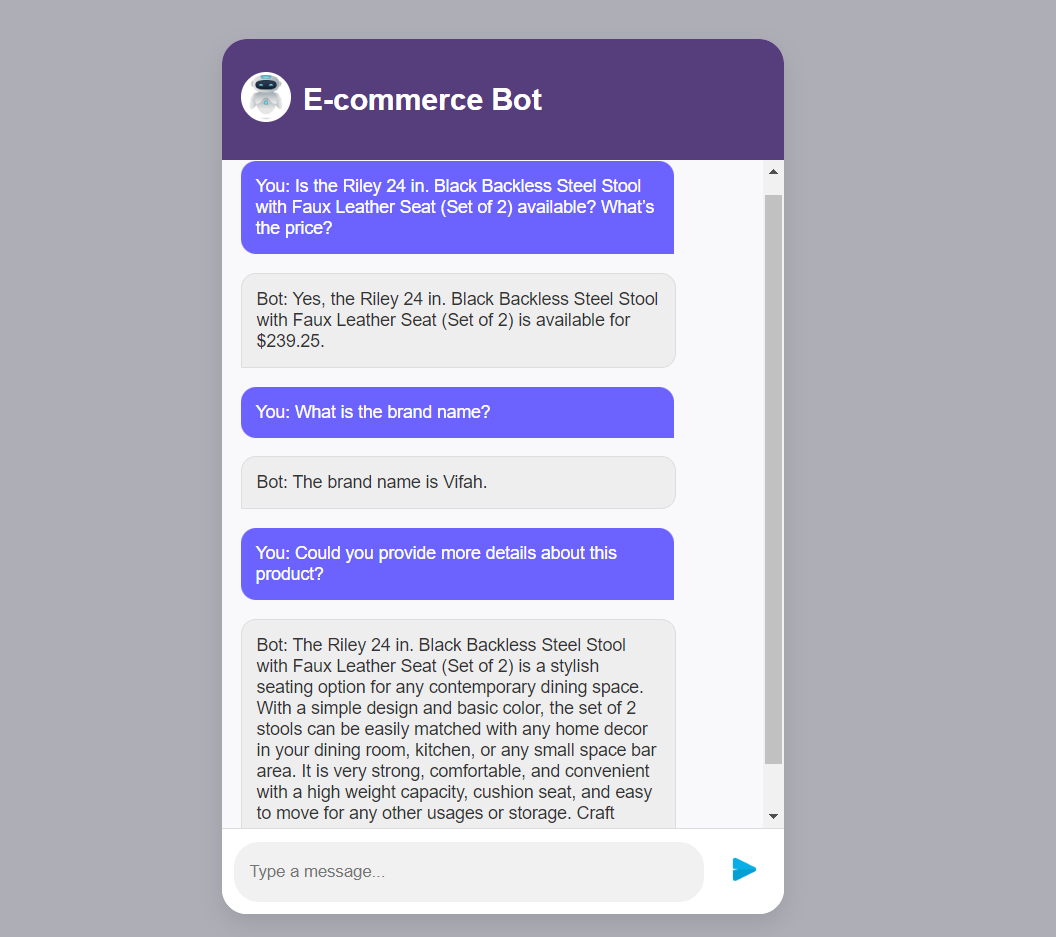 E-commerce Bot
You: Is the Riley 24 in. Black Backless Steel Stool
with Faux Leather Seat (Set of 2) available? What's
the price?
Bot: Yes, the Riley 24 in. Black Backless Steel Stool
with Faux Leather Seat (Set of 2) is available for
$239.25.
You: What is the brand name?
Bot: The brand name is Vifah.
You: Could you provide more details about this
product?
Bot: The Riley 24 in. Black Backless Steel Stool
with Faux Leather Seat (Set of 2) is a stylish
seating option for any contemporary dining space.
With a simple design and basic color, the set of 2
stools can be easily matched with any home decor
in your dining room, kitchen, or any small space bar
area. It is very strong, comfortable, and convenient
with a high weight capacity, cushion seat, and easy
to move for any other usages or storage. Craft
Type a message...